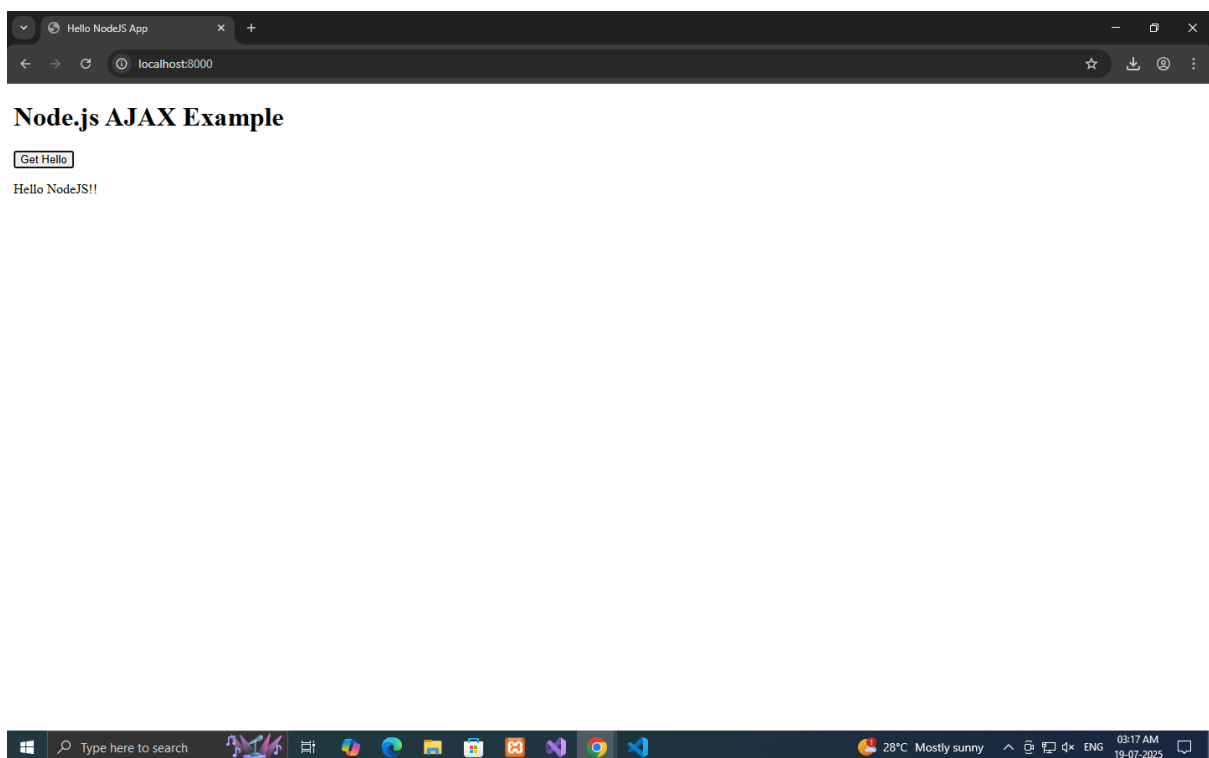 Hello NodeJS App
localhost:8000
Node.js AJAX Example
Get Hello
Hello NodeJS!!
Type here to search
28°C Mostly sunny
ENG
03:17 AM
19-07-2025